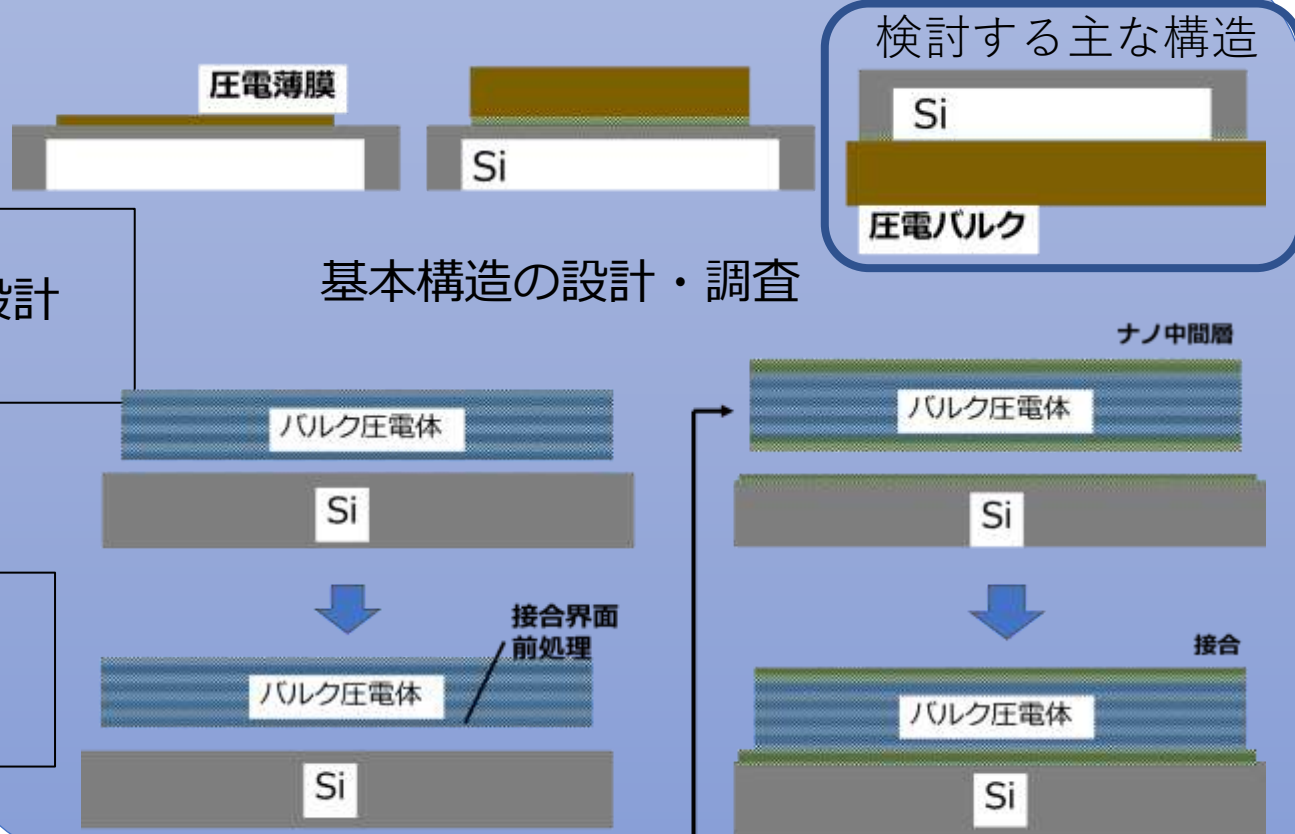 検討する主な構造
圧電薄膜
Si
Si
圧電バルク
設計
基本構造の設計・調査
バルク圧電体
Si
接合界面
前処理
バルク圧電体
Si
ナノ中間層
バルク圧電体
Si
接合
バルク圧電体
Si